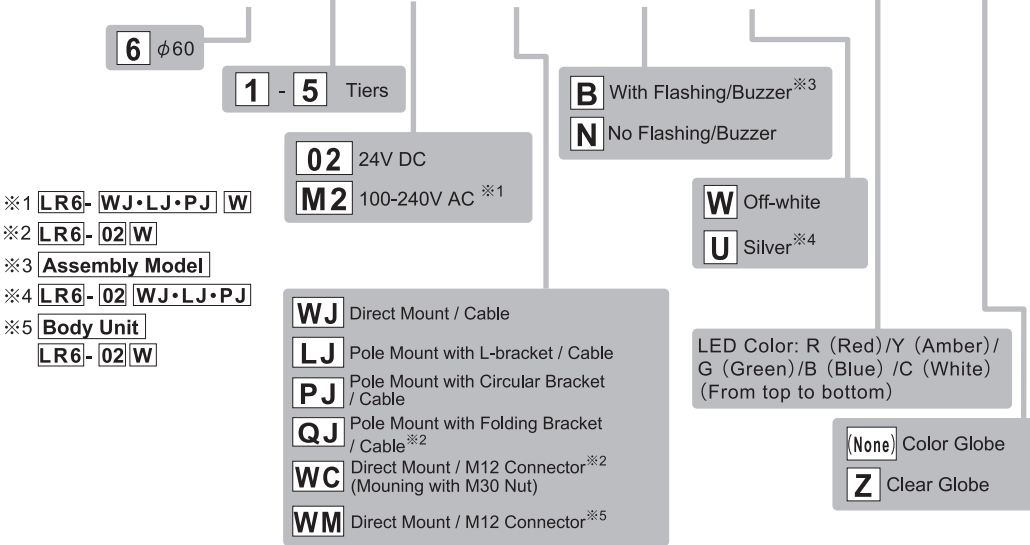 6 φ60
1 - 5 Tiers
02 24V DC
M2 100-240V AC ※1
B With Flashing/Buzzer※3
N No Flashing/Buzzer
W Off-white
U Silver※4
※1 LR6- WJ・LJ・PJ W
※2 LR6- 02 W
※3 Assembly Model
※4 LR6- 02 WJ・LJ・PJ
※5 Body Unit
LR6- 02 W
WJ Direct Mount / Cable
LJ Pole Mount with L-bracket / Cable
PJ Pole Mount with Circular Bracket
/ Cable
QJ Pole Mount with Folding Bracket
/ Cable※2
WC Direct Mount / M12 Connector※2
(Mouning with M30 Nut)
WM Direct Mount / M12 Connector※5
LED Color: R (Red)/Y (Amber)/
G (Green)/B (Blue) /C (White)
(From top to bottom)
(None) Color Globe
Z Clear Globe